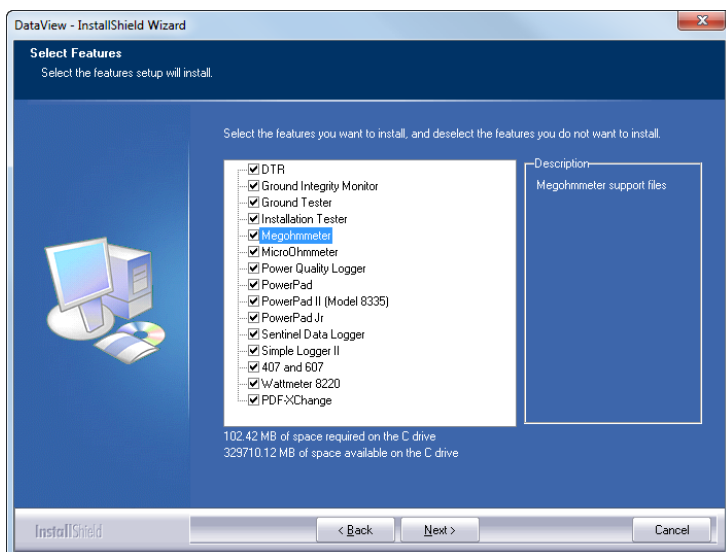 DataView - InstallShield Wizard
Select Features
Select the features setup will install.
Select the features you want to install, and deselect the features you do not want to install.
DTR
Ground Integrity Monitor
Ground Tester
Installation Tester
Megohmmeter
MicroOhmmeter
Power Quality Logger
PowerPad
PowerPad II (Model 8335)
PowerPad Jr
Sentinel Data Logger
Simple Logger II
407 and 607
Wattmeter 8220
PDF-XChange
Description
Megohmmeter support files
102.42 MB of space required on the C drive
329710.12 MB of space available on the C drive
InstallShield
< Back
Next >
Cancel